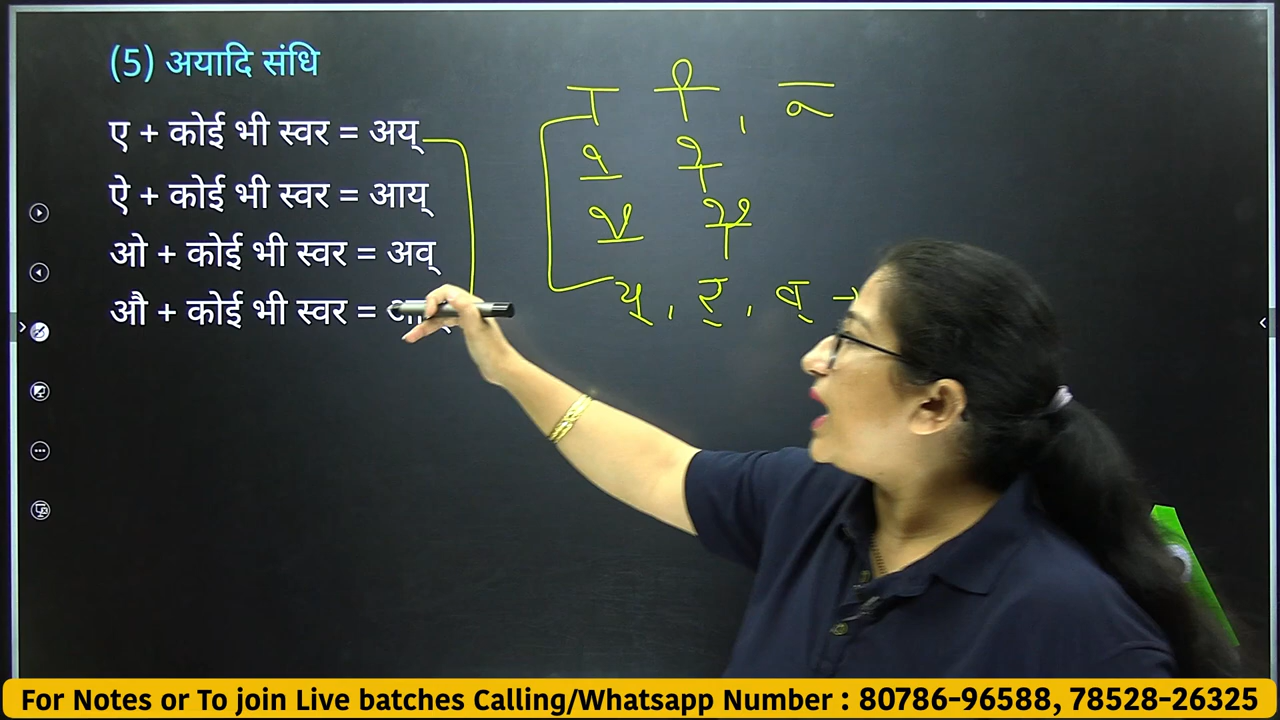 (5) अयादि संधि
ए + कोई भी स्वर = अय्
ऐ + कोई भी स्वर = आय्
ओ + कोई भी स्वर = अव्
औ + कोई भी स्वर =
य्, र्, व् →
For Notes or To join Live batches Calling/Whatsapp Number : 80786-96588, 78528-26325